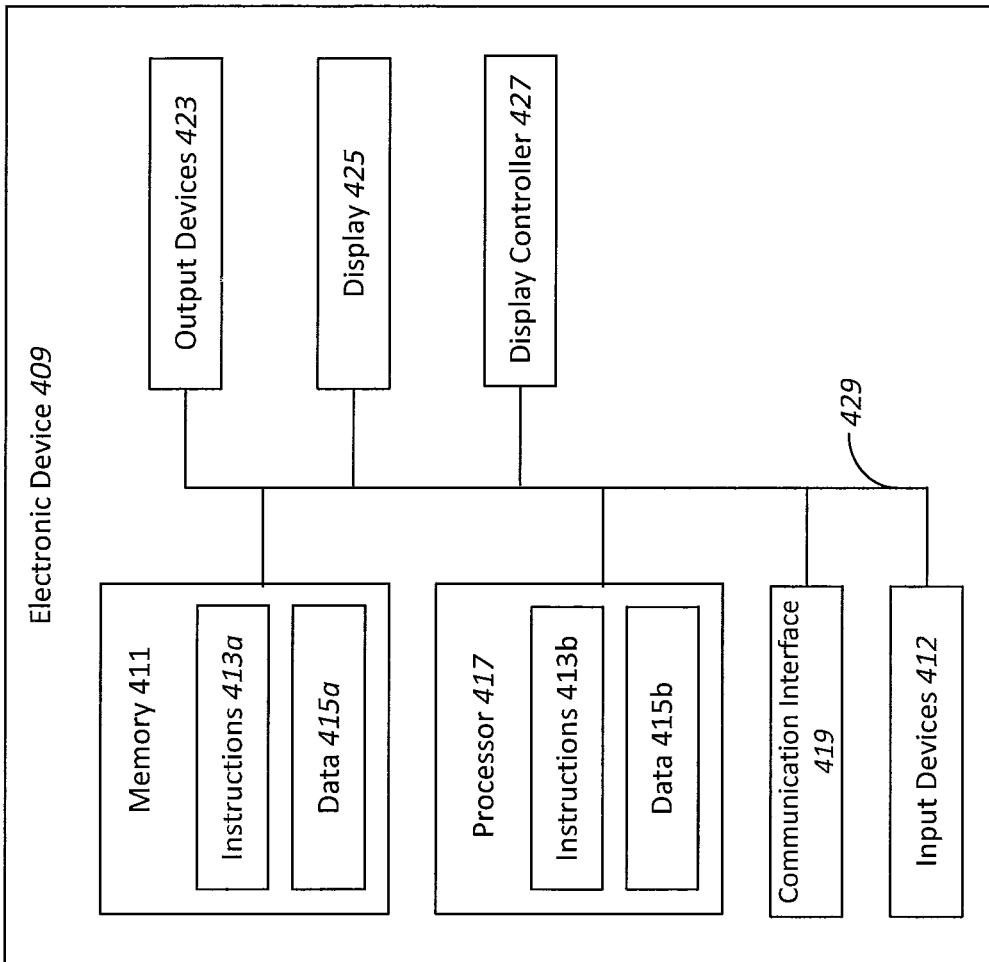 Electronic Device 409
Memory 411
Instructions 413a
Data 415a
Processor 417
Instructions 413b
Data 415b
Communication Interface
419
Input Devices 412
Output Devices 423
Display 425
Display Controller 427
429